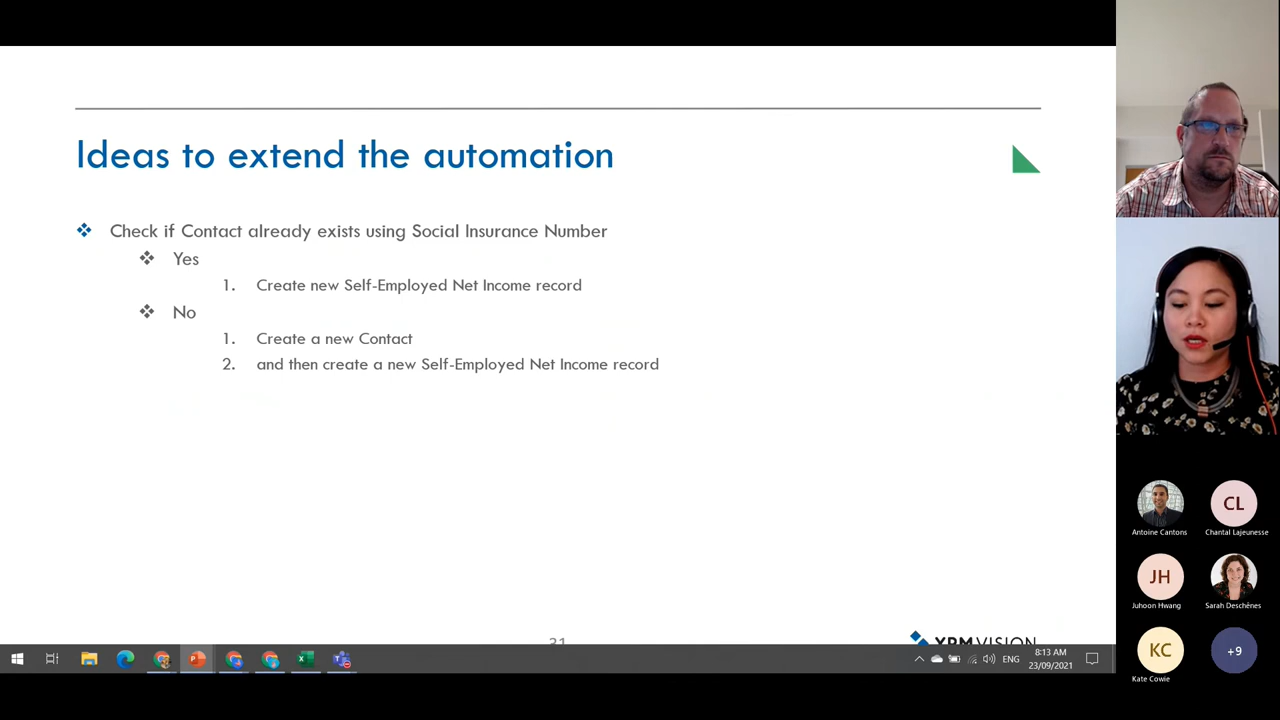 Ideas to extend the automation
Check if Contact already exists using Social Insurance Number
Yes
1. Create new Self-Employed Net Income record
No
1. Create a new Contact
2. and then create a new Self-Employed Net Income record
31
XRM VISION
ENG
8:13 AM
23/09/2021
Antoine Cantons
CL
Chantal Lajeunesse
JH
Juhoon Hwang
Sarah Deschênes
KC
Kate Cowie
+9